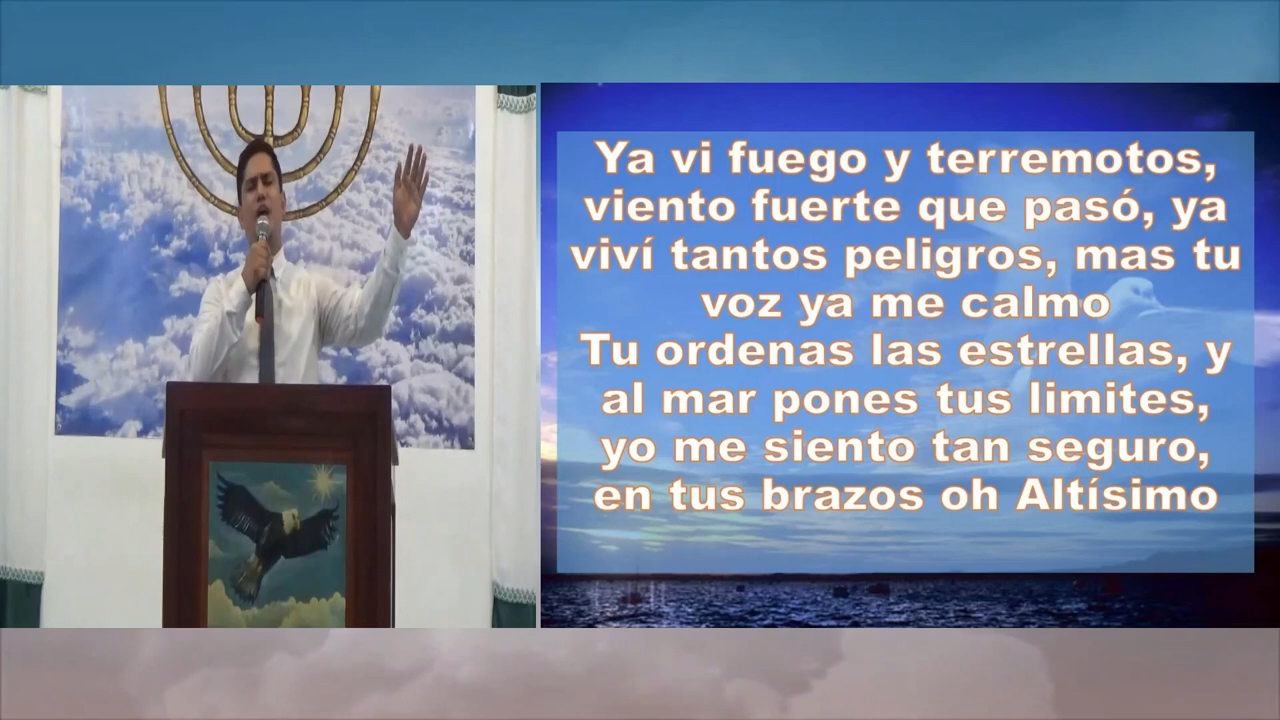 Ya vi fuego y terremotos,
viento fuerte que pasó, ya
viví tantos peligros, mas tu
voz ya me calmo
Tu ordenas las estrellas, y
al mar pones tus limites,
yo me siento tan seguro,
en tus brazos oh Altísimo